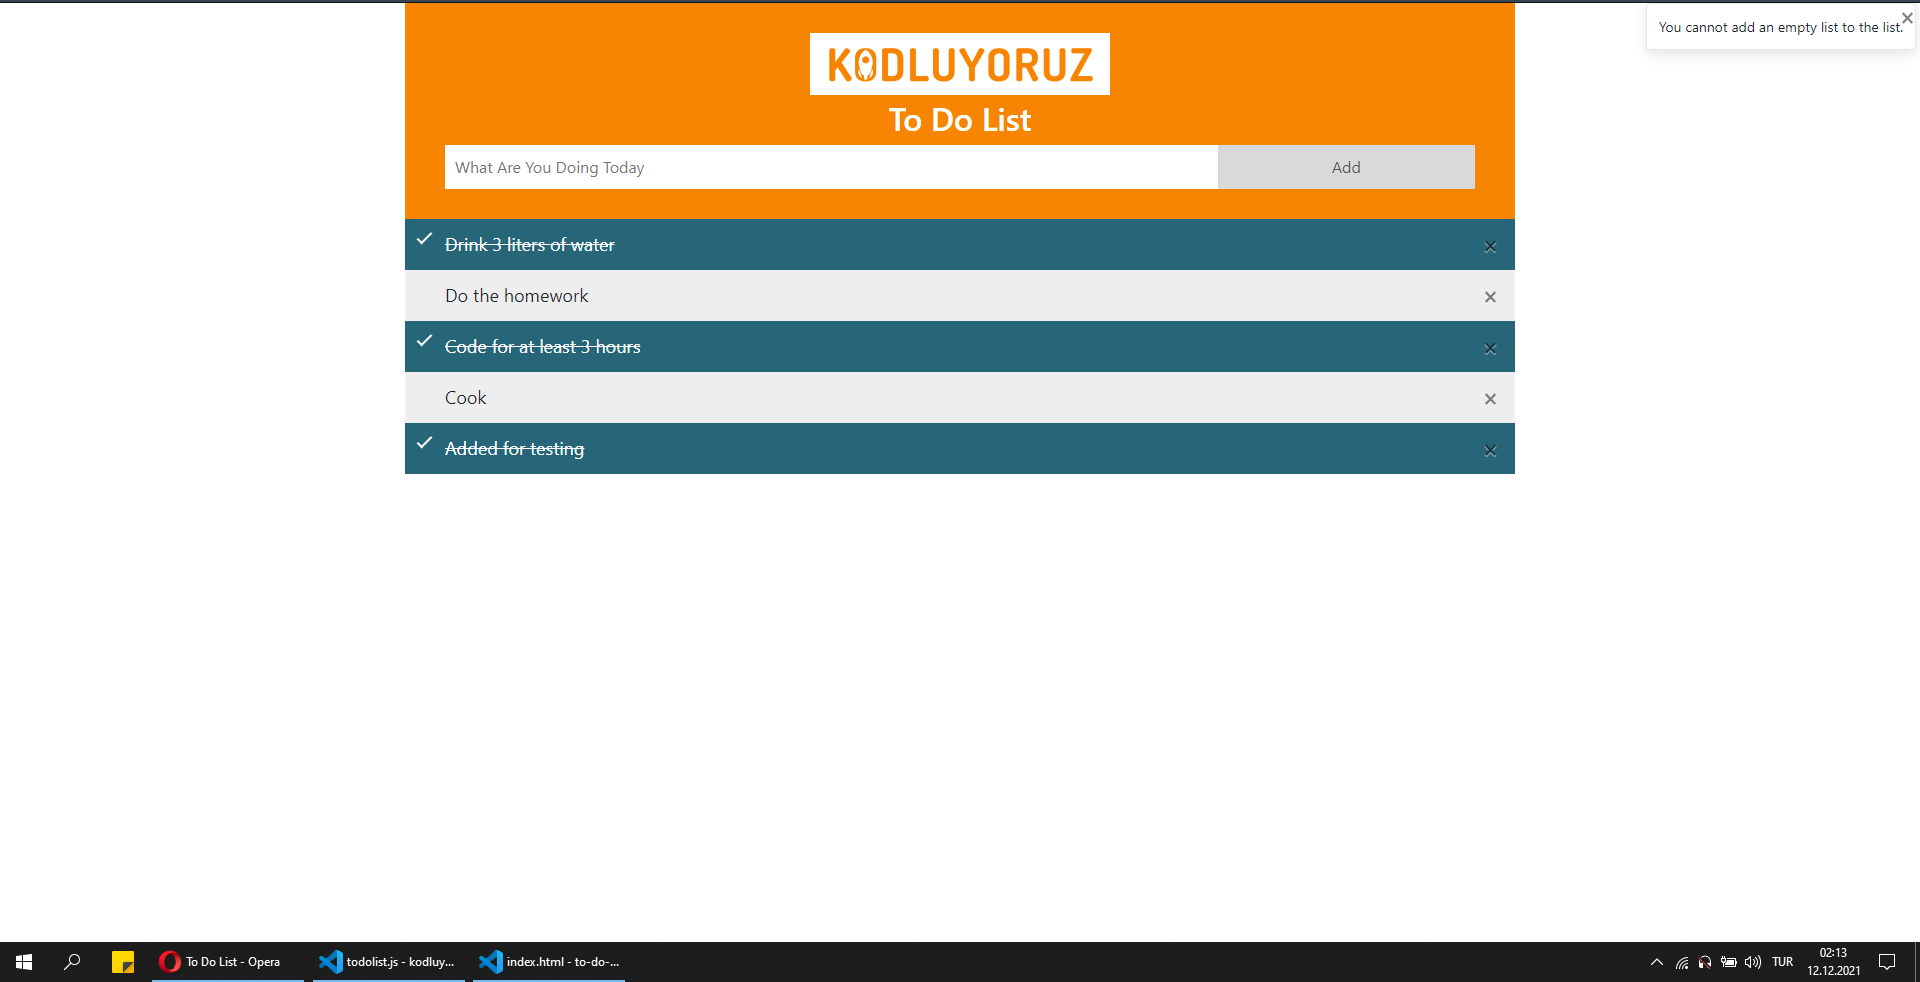 You cannot add an empty list to the list.
KODLUYORUZ
To Do List
What Are You Doing Today
Add
Drink 3 liters of water
Do the homework
Code for at least 3 hours
Cook
Added for testing
To Do List - Opera
todolist.js - kodluy...
index.html - to-do-...
TUR
02:13
12.12.2021